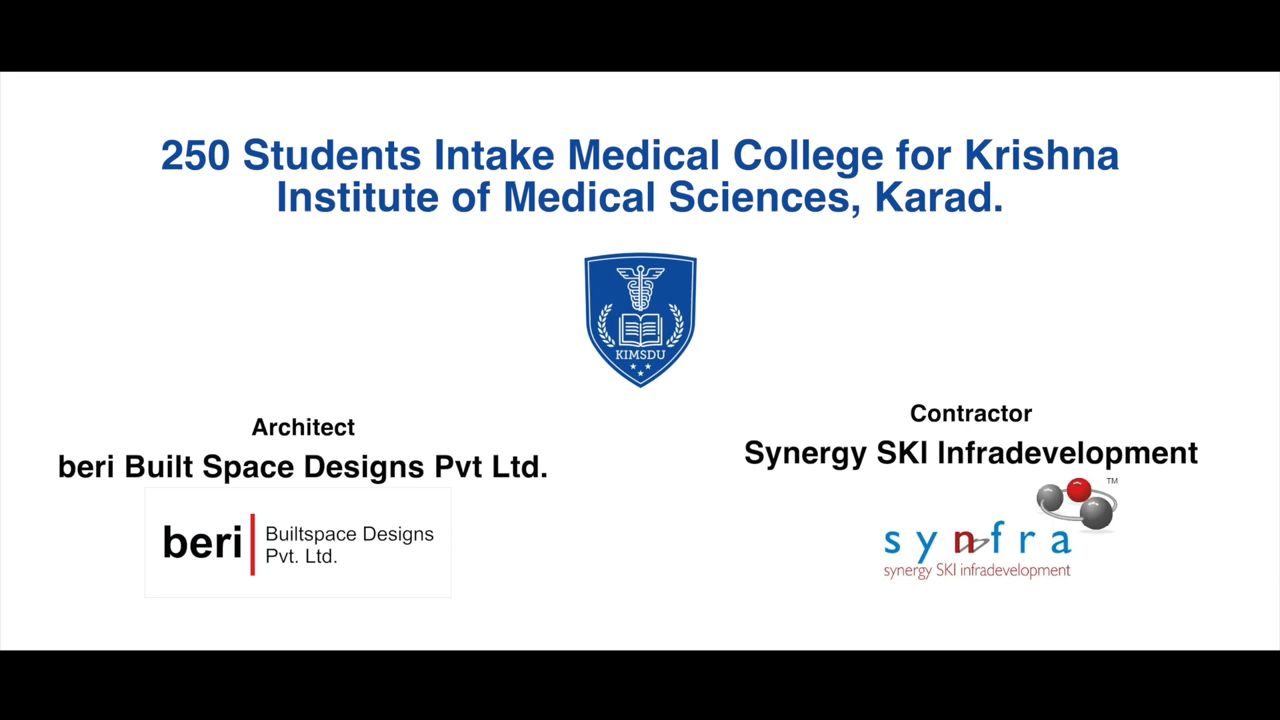 250 Students Intake Medical College for Krishna
Institute of Medical Sciences, Karad.
KIMSDU
Architect
beri Built Space Designs Pvt Ltd.
beri
Builtspace Designs
Pvt. Ltd.
Contractor
Synergy SKI Infradevelopment
TM
synfra
synergy SKI infradevelopment